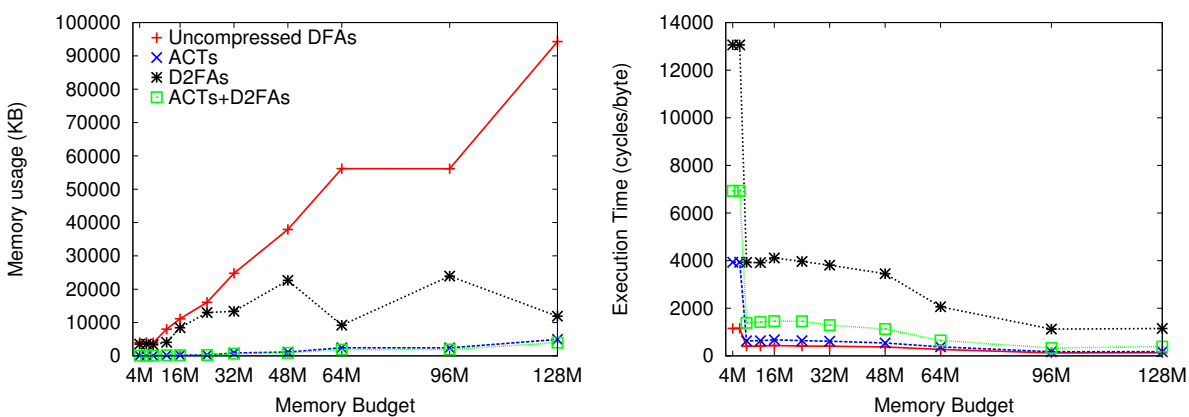 100000
90000
80000
70000
60000
50000
40000
30000
20000
10000
0
Memory usage (KB)
Uncompressed DFAs
ACTs
D2FAs
ACTs+D2FAs
4M 16M 32M 48M 64M 96M 128M
Memory Budget
14000
12000
10000
8000
6000
4000
2000
0
Execution Time (cycles/byte)
4M 16M 32M 48M 64M 96M 128M
Memory Budget